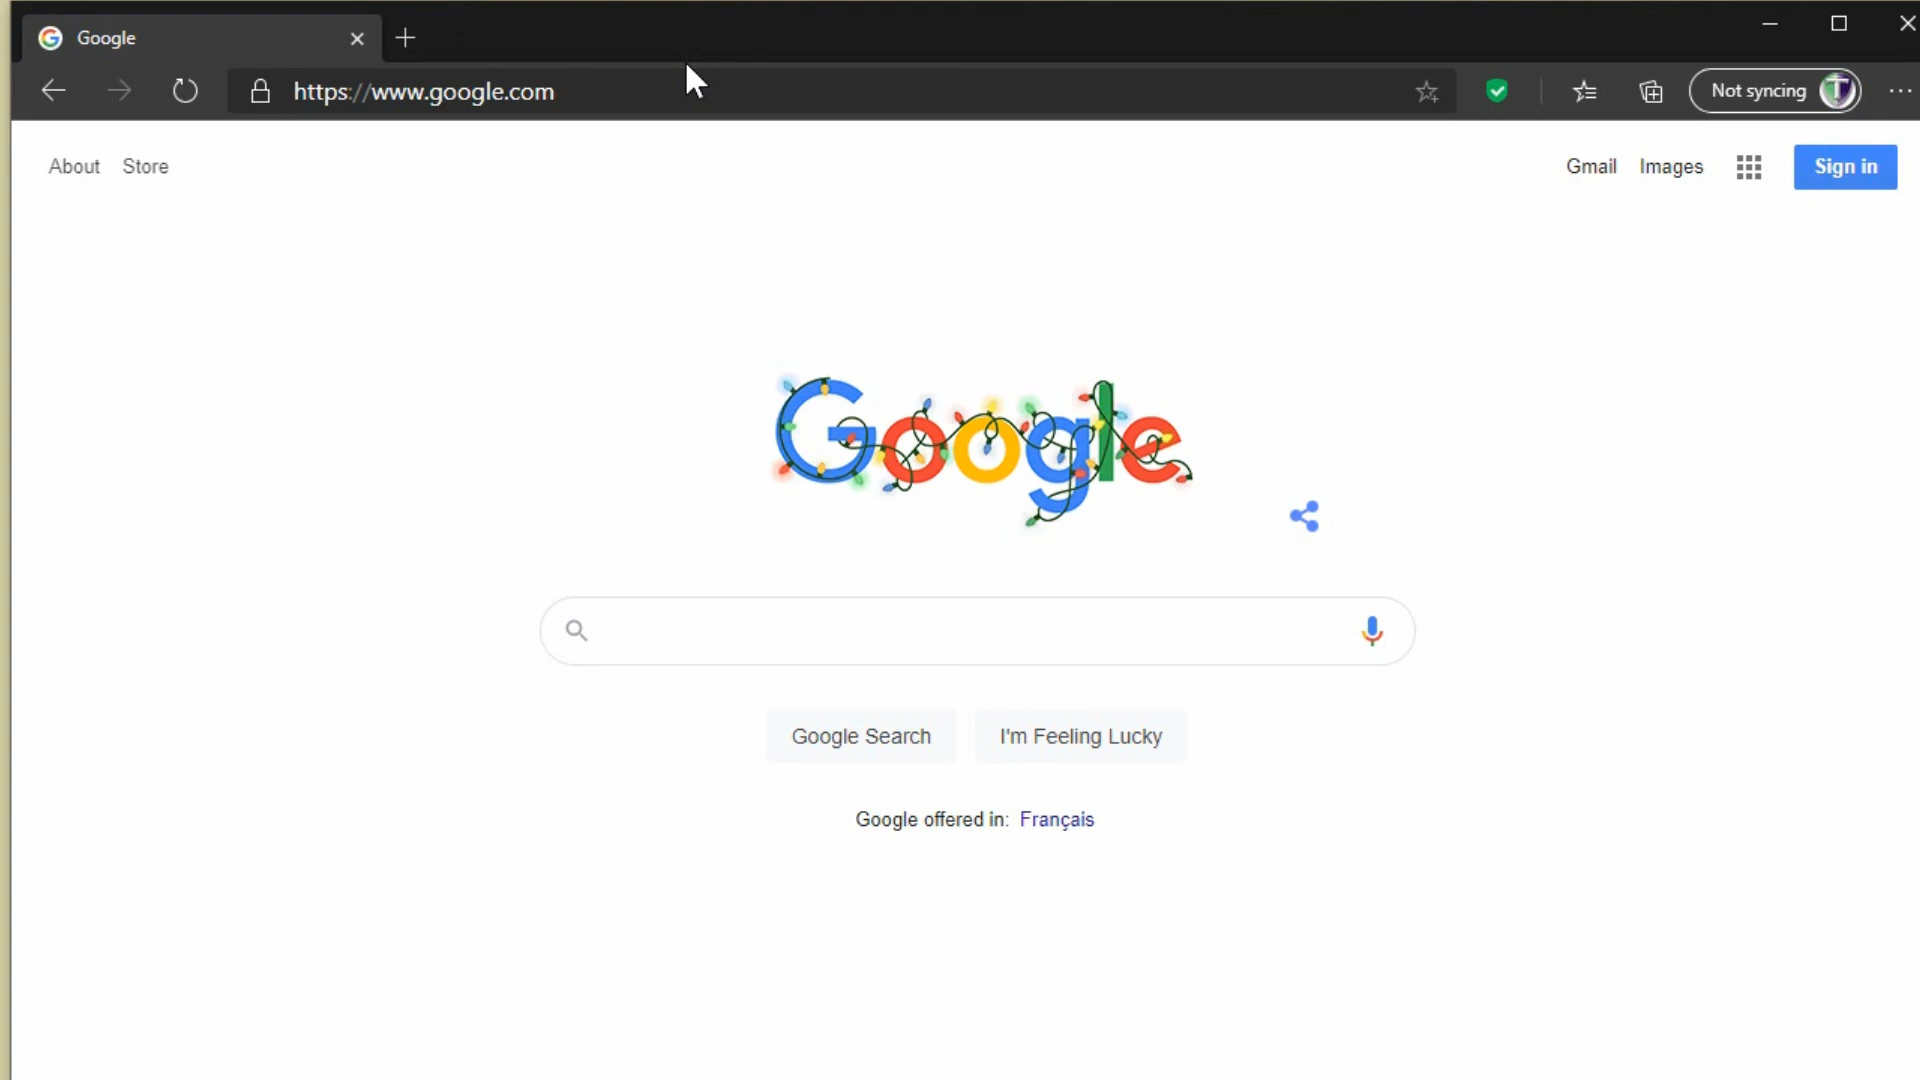 Google
https://www.google.com
Not syncing
About Store
Gmail Images Sign in
Google
Google Search I'm Feeling Lucky
Google offered in: Français